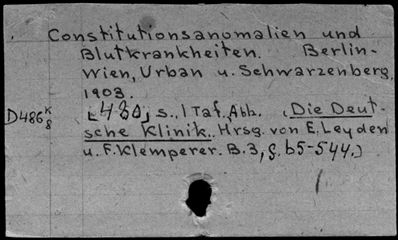 Constitutionsanomalien und
Blutkrankheiten. Berlin-
Wien, Urban u. Schwarzenberg,
1903.
D486 K/8 [480] s., 1 Taf., Abb. (Die Deut-
sche Klinik. Hrsg. von E. Leyden
u. F. Klemperer. B. 3, S. 65-544.)